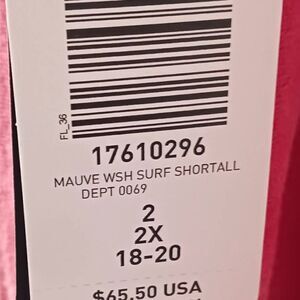 FL_36
17610296
MAUVE WSH SURF SHORTALL
DEPT 0069
2
2X
18-20
$65.50 USA